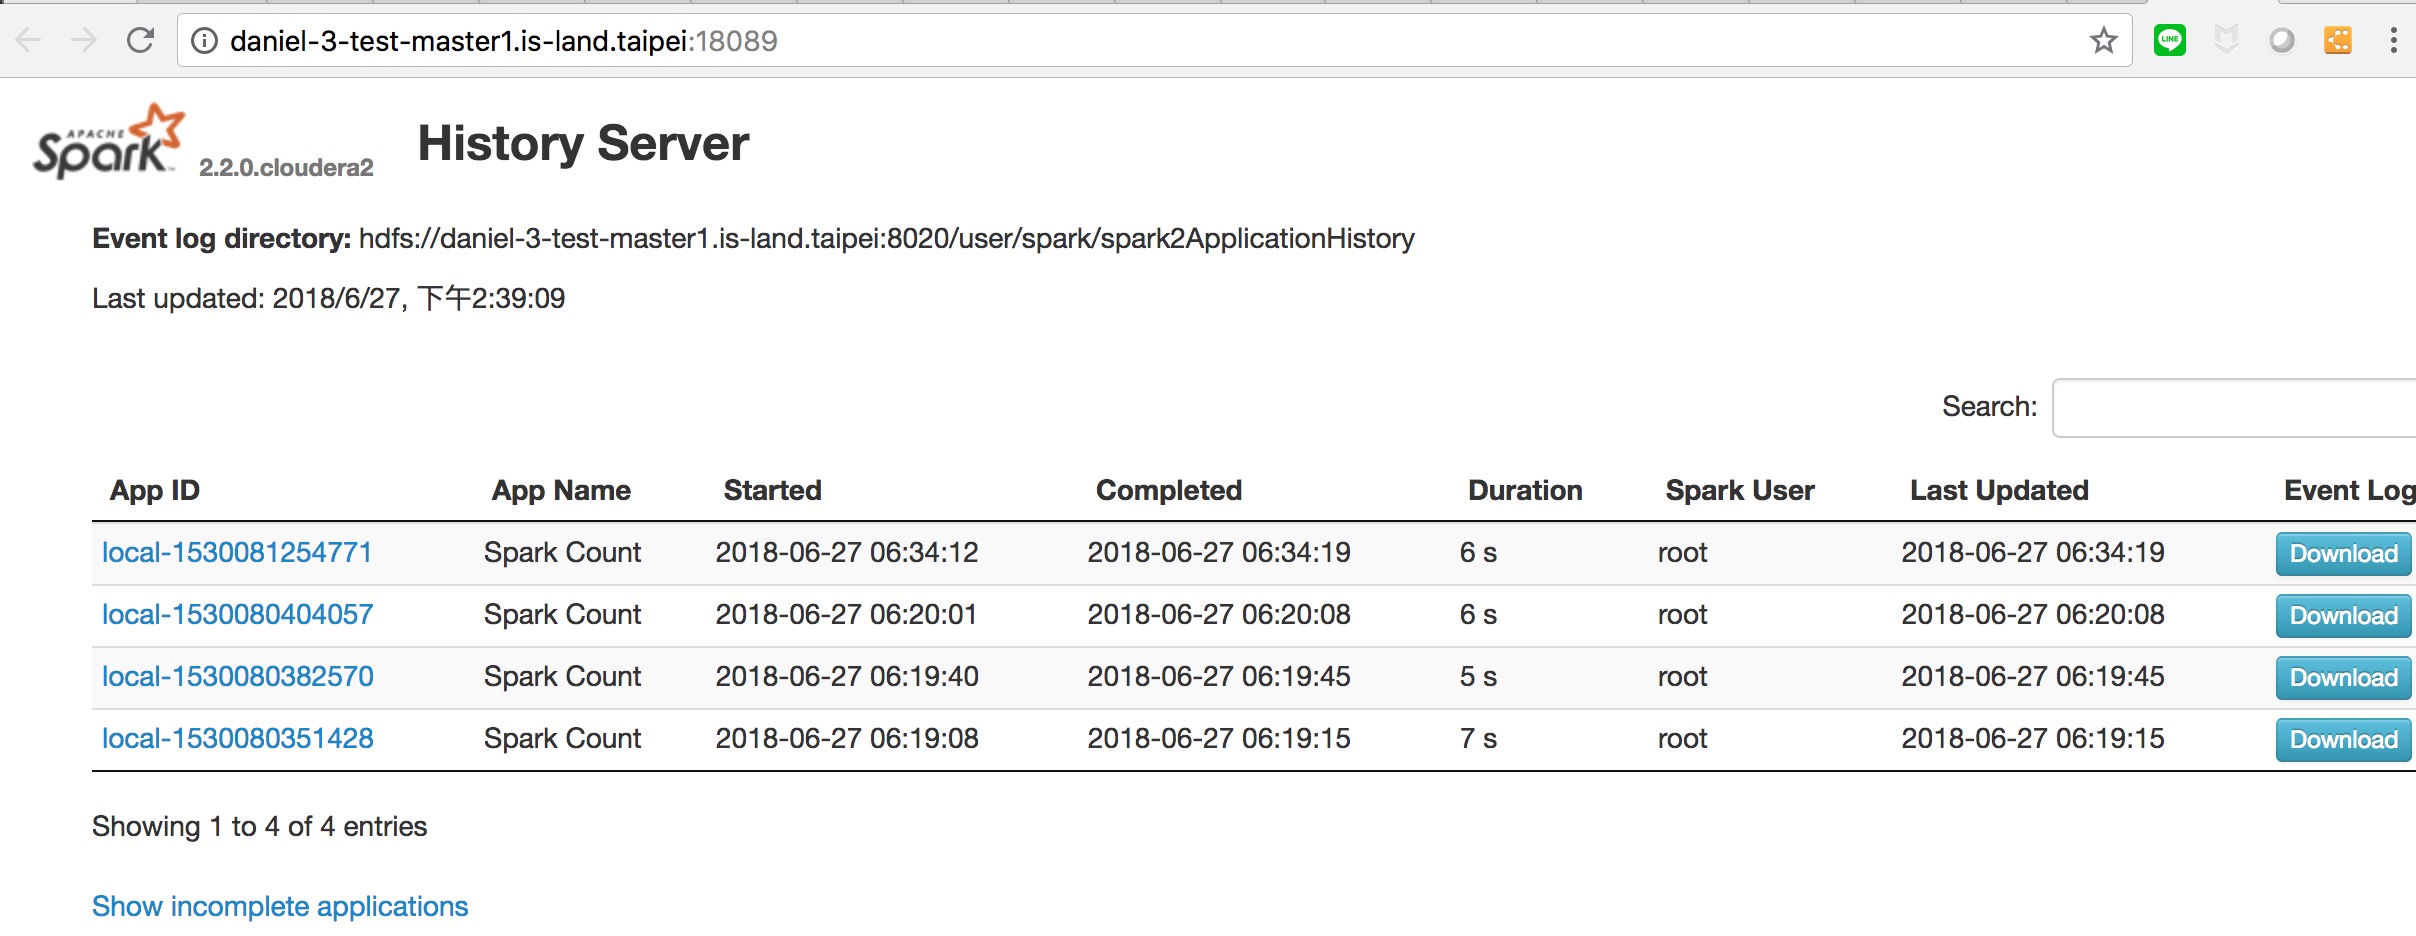 daniel-3-test-master1.is-land.taipei:18089
LINE
APACHE
Spark™ 2.2.0.cloudera2 History Server
Event log directory: hdfs://daniel-3-test-master1.is-land.taipei:8020/user/spark/spark2ApplicationHistory
Last updated: 2018/6/27, 下午2:39:09
Search:
App ID App Name Started Completed Duration Spark User Last Updated Event Log
local-1530081254771 Spark Count 2018-06-27 06:34:12 2018-06-27 06:34:19 6 s root 2018-06-27 06:34:19 Download
local-1530080404057 Spark Count 2018-06-27 06:20:01 2018-06-27 06:20:08 6 s root 2018-06-27 06:20:08 Download
local-1530080382570 Spark Count 2018-06-27 06:19:40 2018-06-27 06:19:45 5 s root 2018-06-27 06:19:45 Download
local-1530080351428 Spark Count 2018-06-27 06:19:08 2018-06-27 06:19:15 7 s root 2018-06-27 06:19:15 Download
Showing 1 to 4 of 4 entries
Show incomplete applications